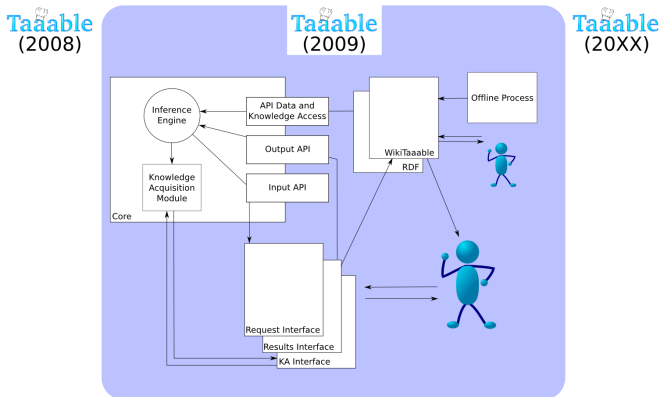 Taaable
(2008)
Taaable
(2009)
Taaable
(20XX)
Inference
Engine
API Data and
Knowledge Access
Output API
Input API
Knowledge
Acquisition
Module
Core
WikiTaaable
RDF
Offline Process
Request Interface
Results Interface
KA Interface